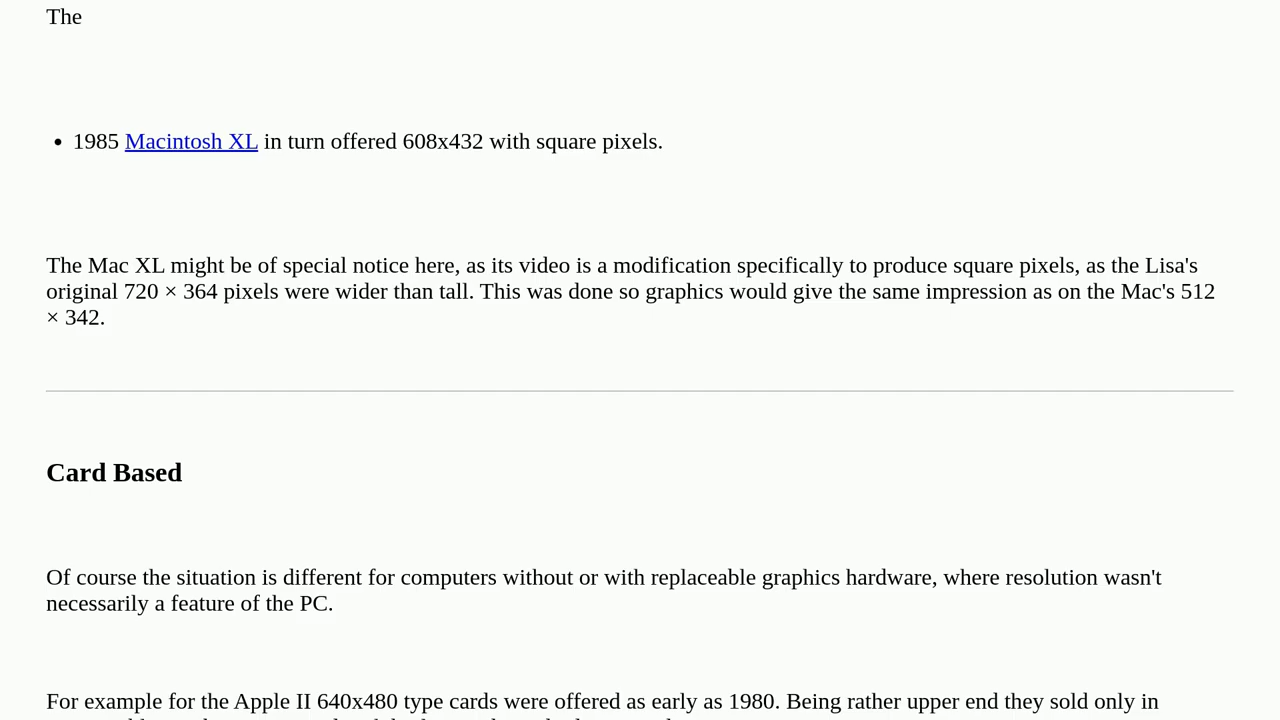 The
• 1985 Macintosh XL in turn offered 608x432 with square pixels.
The Mac XL might be of special notice here, as its video is a modification specifically to produce square pixels, as the Lisa's
original 720 × 364 pixels were wider than tall. This was done so graphics would give the same impression as on the Mac's 512
× 342.
Card Based
Of course the situation is different for computers without or with replaceable graphics hardware, where resolution wasn't
necessarily a feature of the PC.
For example for the Apple II 640x480 type cards were offered as early as 1980. Being rather upper end they sold only in